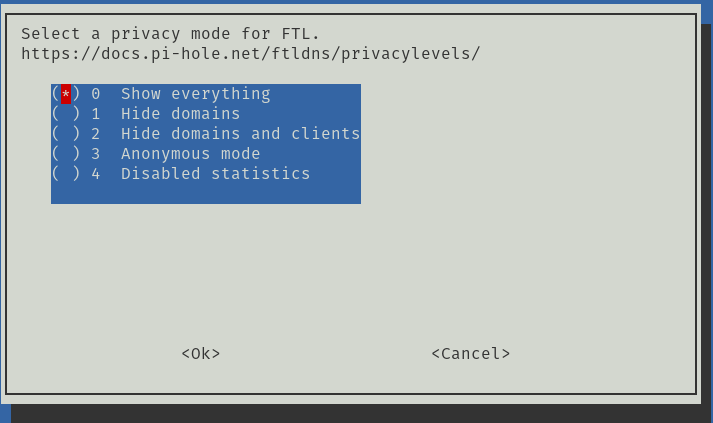 Select a privacy mode for FTL.
https://docs.pi-hole.net/ftldns/privacylevels/
(*) 0  Show everything
( ) 1  Hide domains
( ) 2  Hide domains and clients
( ) 3  Anonymous mode
( ) 4  Disabled statistics
<Ok>                     <Cancel>